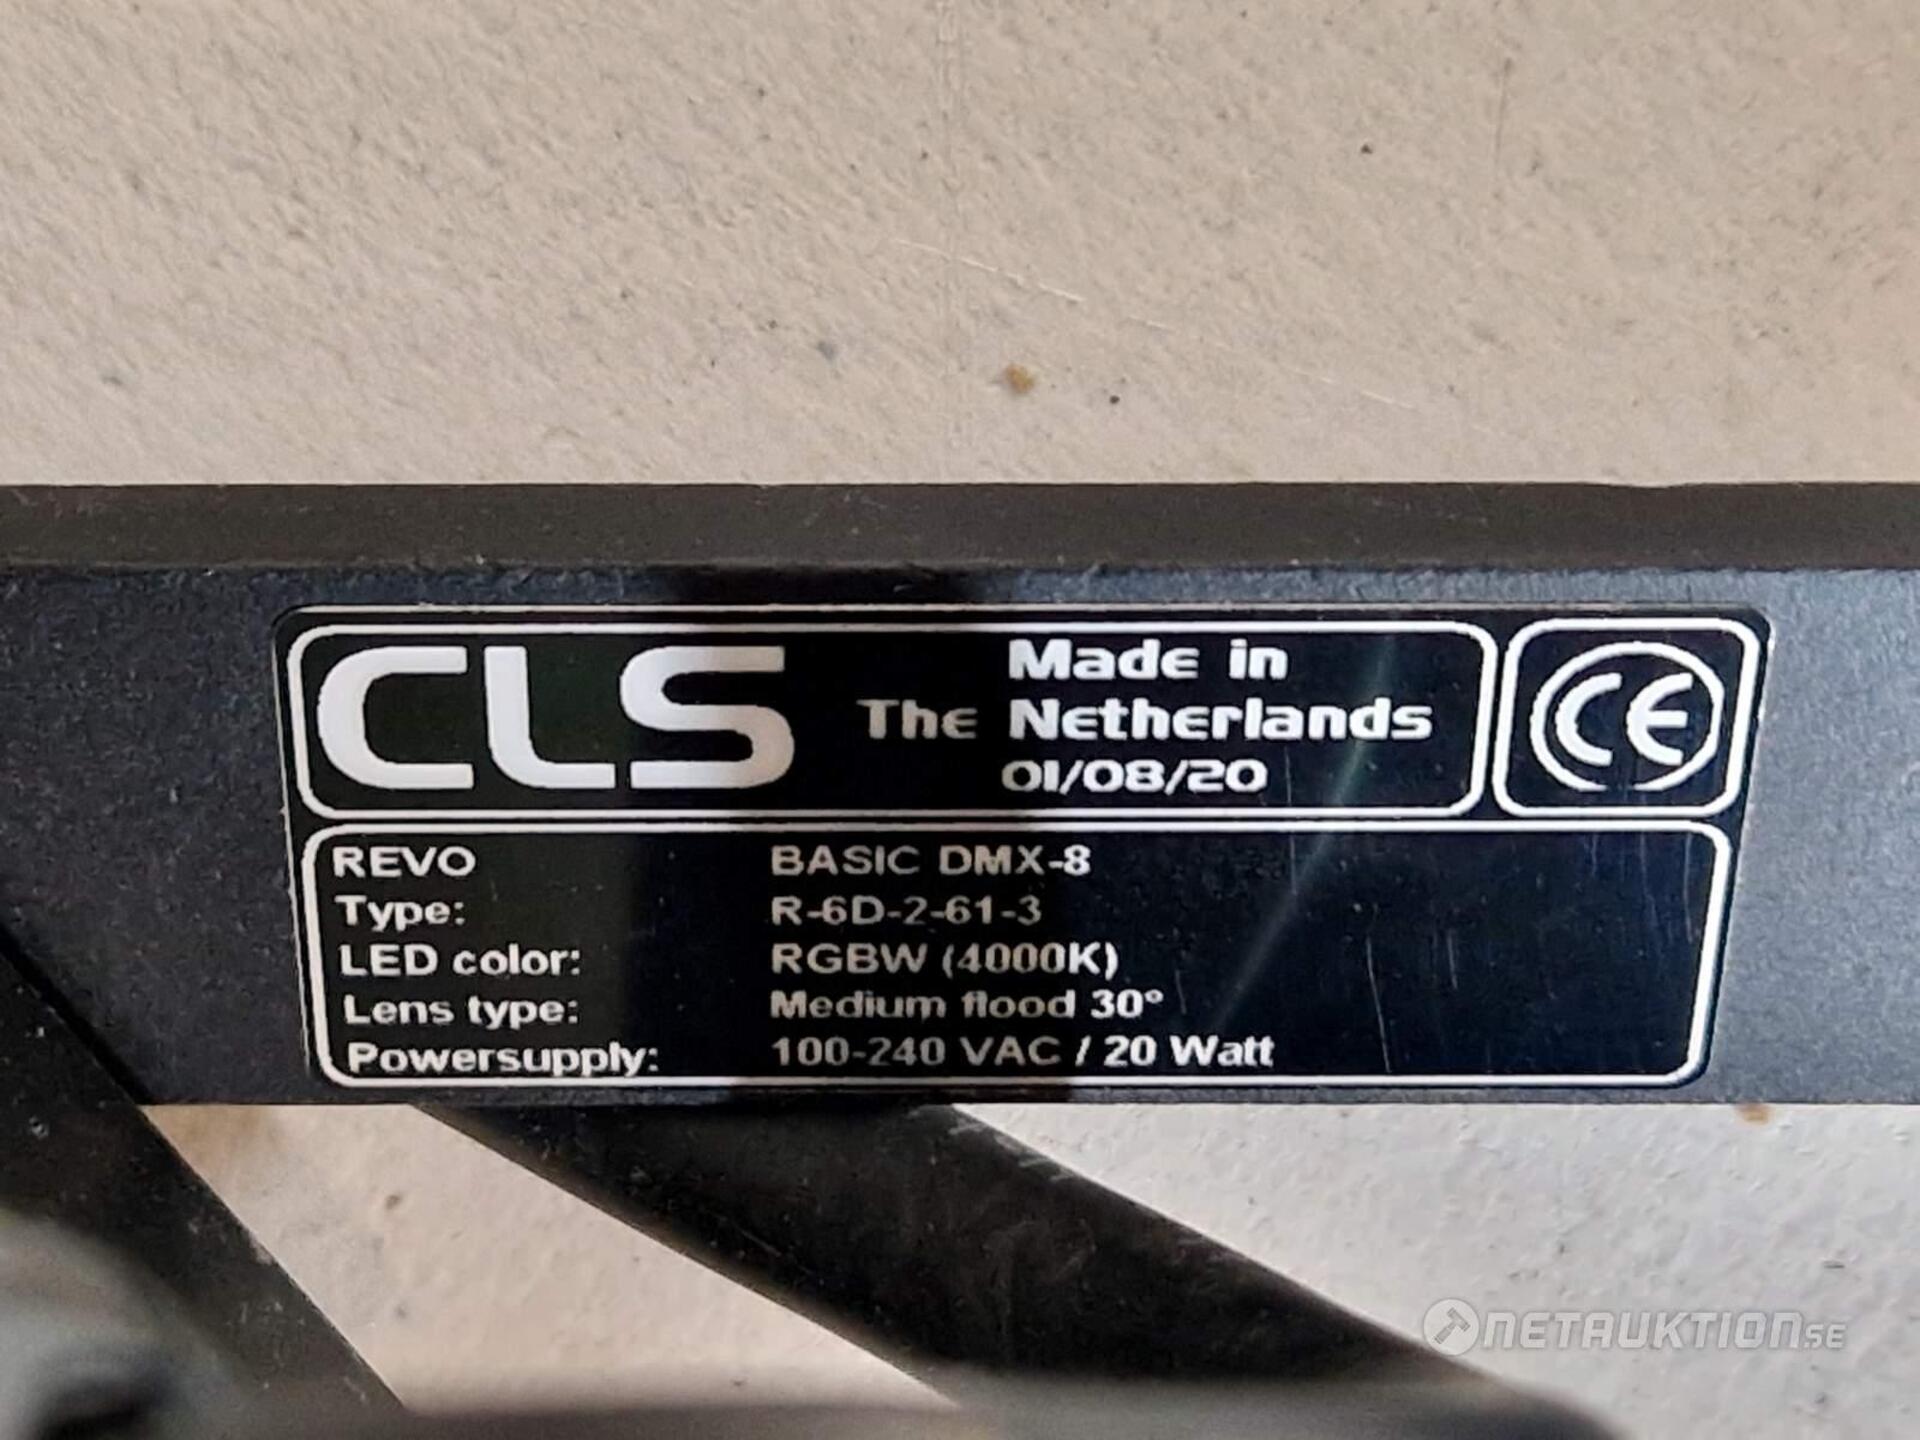 CLS
Made in
The Netherlands
01/08/20
CE
REVO BASIC DMX-8
Type: R-6D-2-61-3
LED color: RGBW (4000K)
Lens type: Medium flood 30°
Powersupply: 100-240 VAC / 20 Watt
NETAUKTION.SE